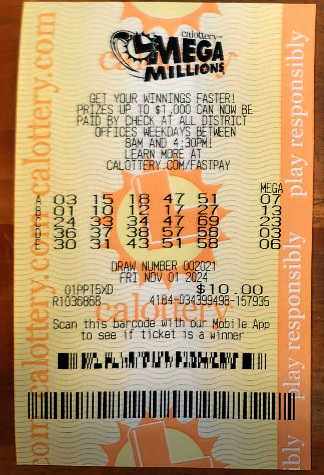 calottery
MEGA
MILLIONS
GET YOUR WINNINGS FASTER!
PRIZES UP TO $1,000 CAN NOW BE
PAID BY CHECK AT ALL DISTRICT
OFFICES WEEKDAYS BETWEEN
8AM AND 4:30PM!
LEARN MORE AT
CALOTTERY.COM/FASTPAY
MEGA
A 03 15 18 47 51 07
B 01 10 12 17 27 13
C 24 33 34 47 69 23
D 36 37 38 57 58 03
E 30 31 43 51 58 06
DRAW NUMBER 002021
FRI NOV 01 2024
01PPT5XD $10.00
R1036868 4184-034399498-157935
calottery
Scan this barcode with our Mobile App
to see if ticket is a winner
calottery.com
play responsibly
play responsibly